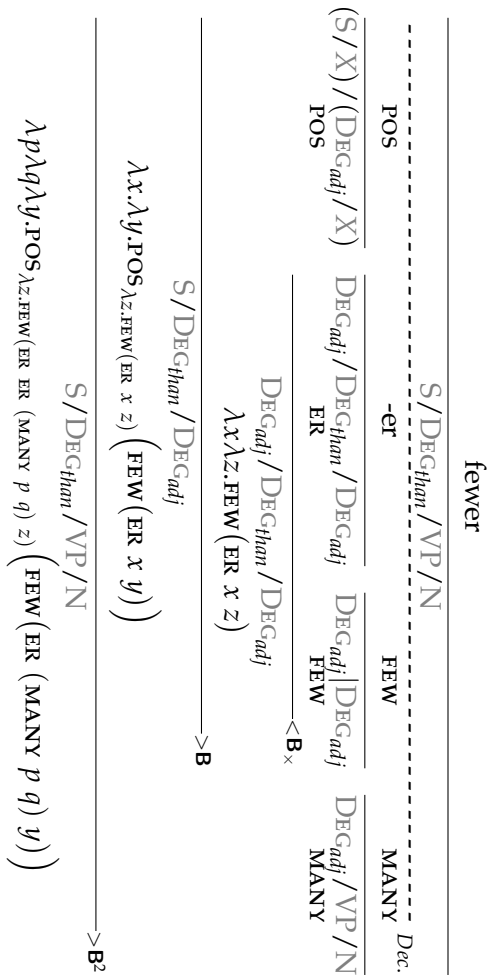 fewer
S/DEG_than/VP/N
Dec.
POS -er FEW MANY
(S/X)/(DEG_adj/X) DEG_adj/DEG_than/DEG_adj DEG_adj|DEG_adj DEG_adj/VP/N
POS ER FEW MANY
<B×
DEG_adj/DEG_than/DEG_adj
λxλz.FEW(ER x z)
>B
S/DEG_than/DEG_adj
λx.λy.POS_λz.FEW(ER x z)(FEW(ER x y))
>B²
S/DEG_than/VP/N
λpλqλy.POS_λz.FEW(ER ER (MANY p q) z)(FEW(ER (MANY p q) y))